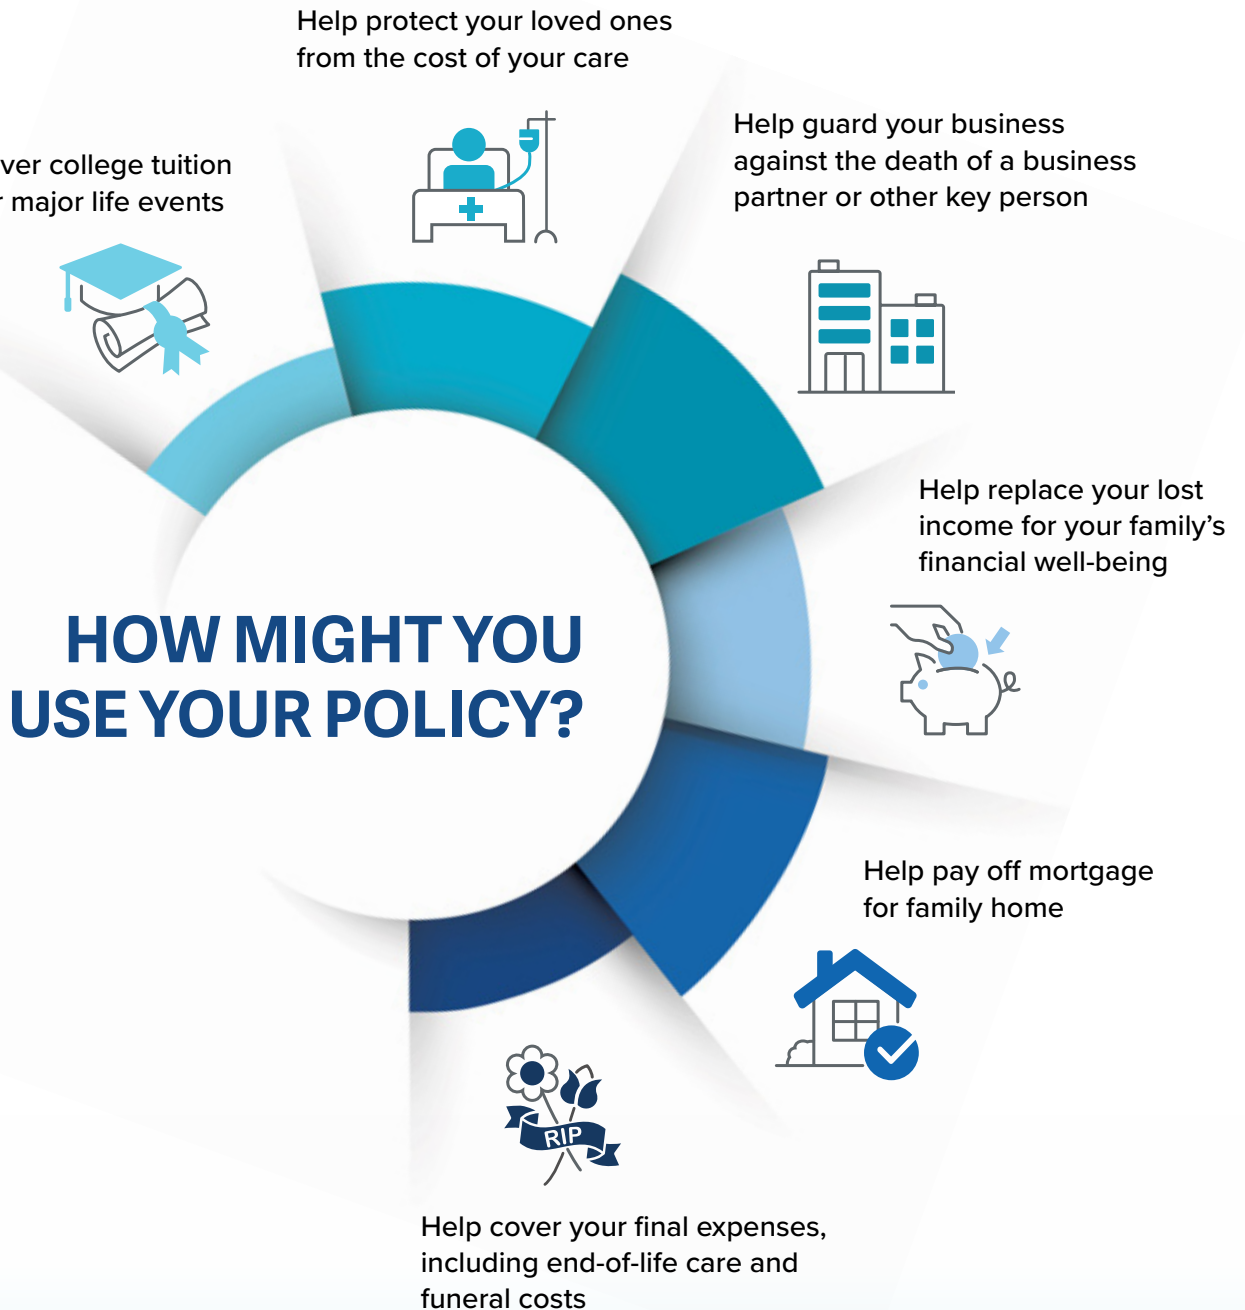 Help protect your loved ones
from the cost of your care
Help guard your business
against the death of a business
partner or other key person
ver college tuition
r major life events
Help replace your lost
income for your family’s
financial well-being
HOW MIGHT YOU
USE YOUR POLICY?
Help pay off mortgage
for family home
RIP
Help cover your final expenses,
including end-of-life care and
funeral costs